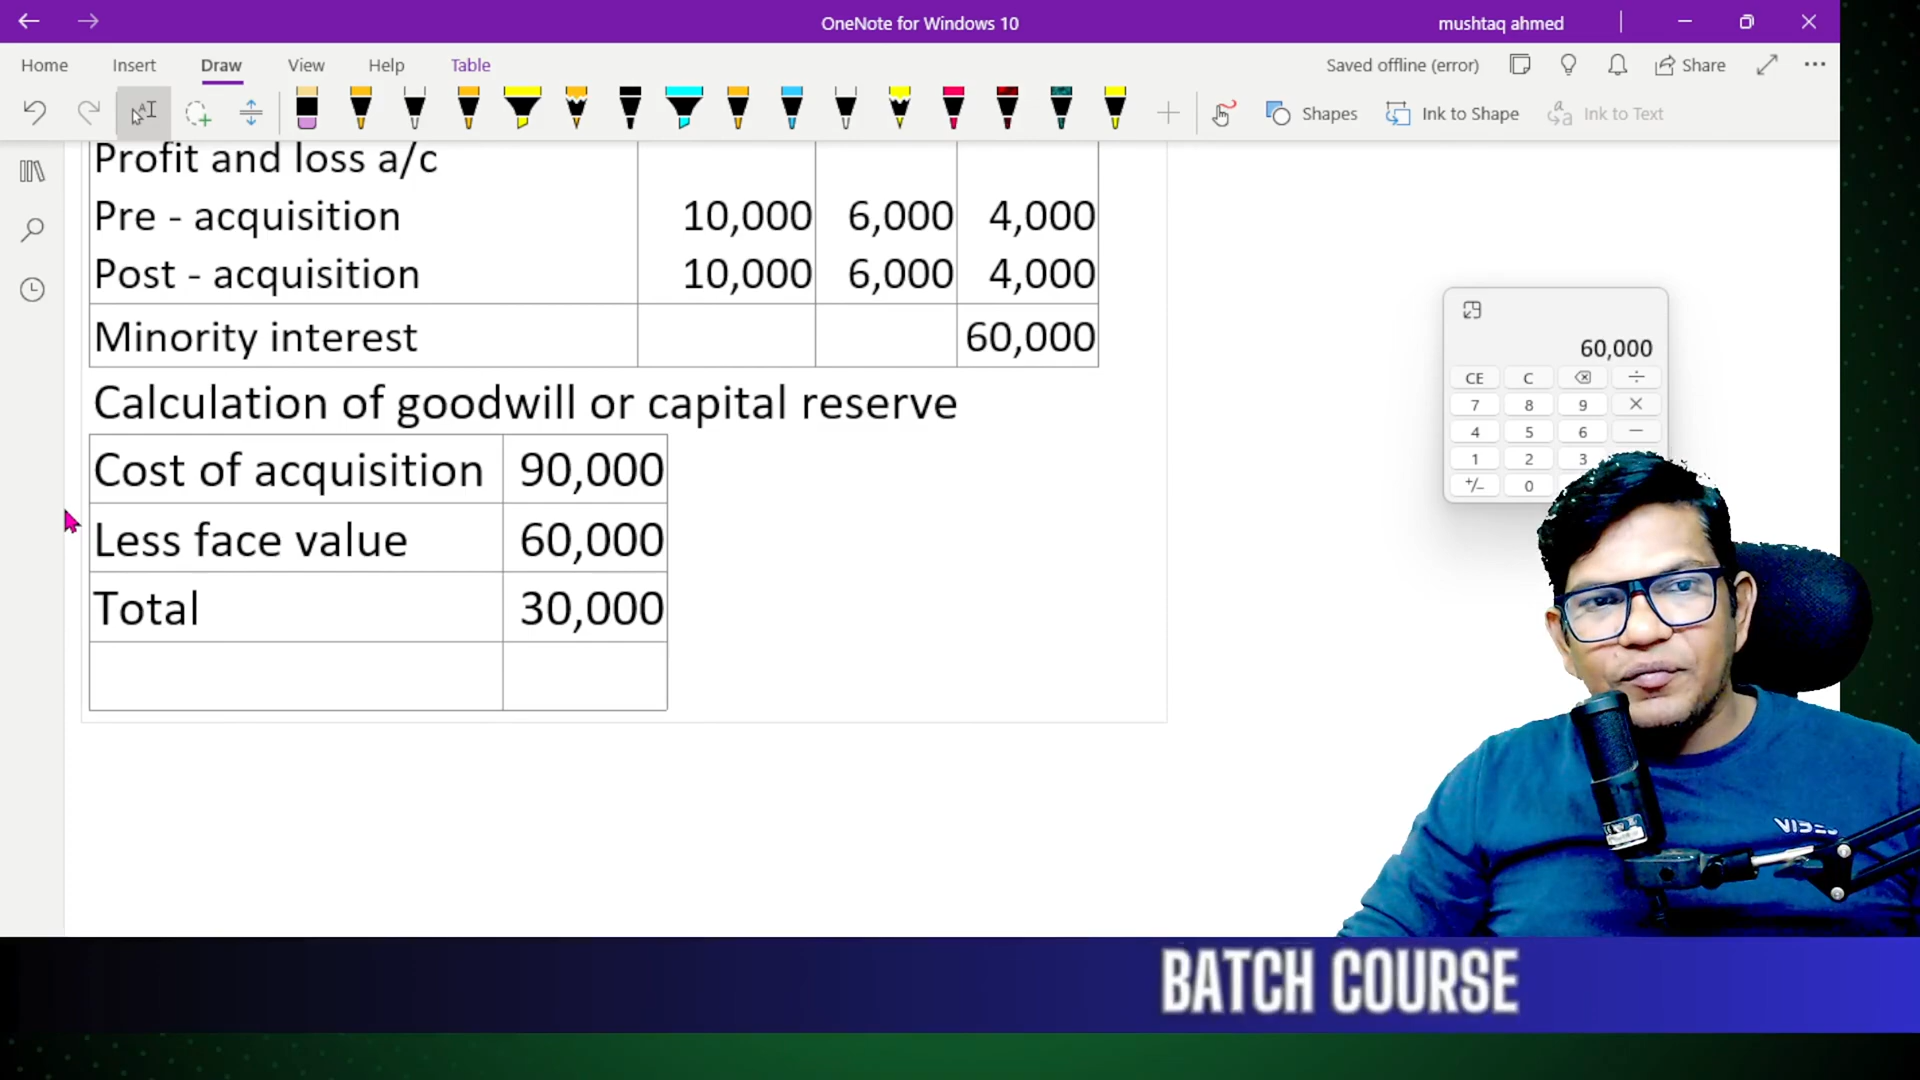 OneNote for Windows 10
mushtaq ahmed
Home Insert Draw View Help Table
Saved offline (error) Share
Shapes Ink to Shape Ink to Text
Profit and loss a/c
Pre - acquisition 10,000 6,000 4,000
Post - acquisition 10,000 6,000 4,000
Minority interest 60,000
Calculation of goodwill or capital reserve
Cost of acquisition 90,000
Less face value 60,000
Total 30,000
60,000
CE C ÷
7 8 9 ×
4 5 6 −
1 2 3
+/− 0
BATCH COURSE